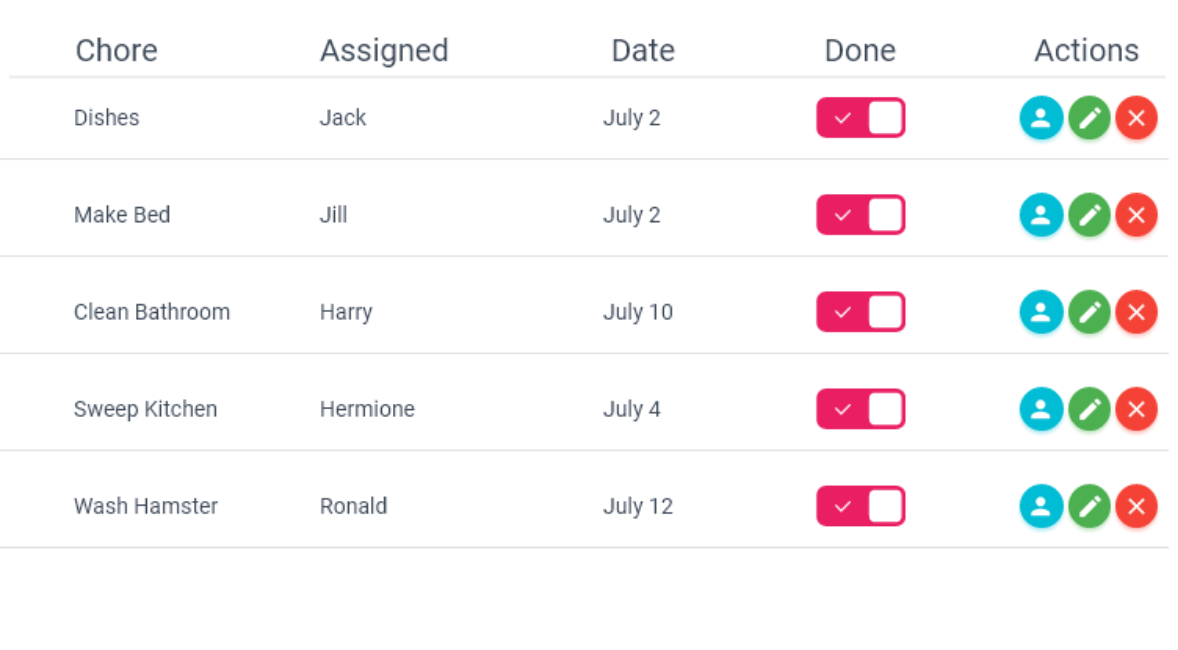 Chore Assigned Date Done Actions
Dishes Jack July 2
Make Bed Jill July 2
Clean Bathroom Harry July 10
Sweep Kitchen Hermione July 4
Wash Hamster Ronald July 12